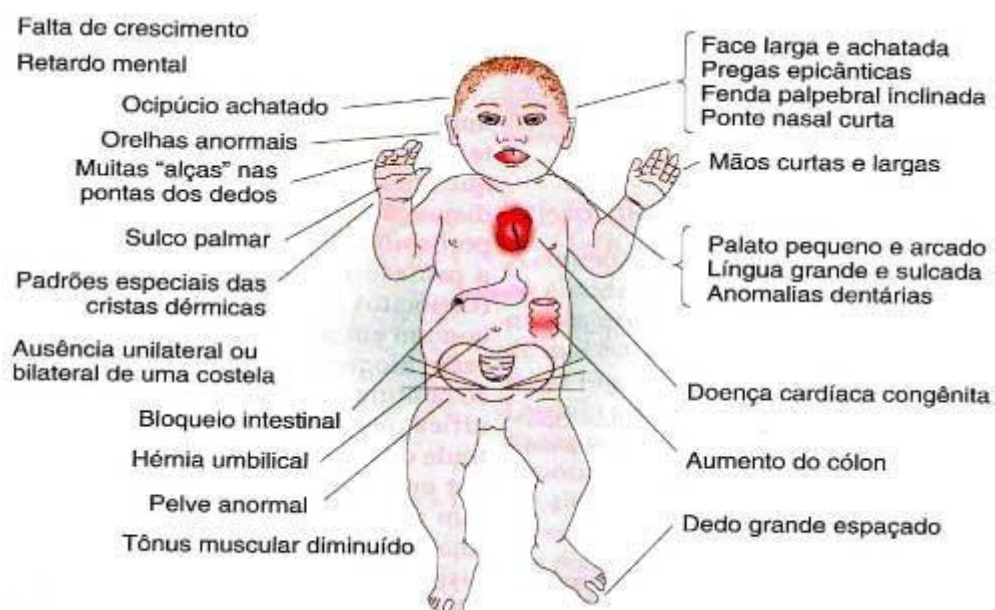 Falta de crescimento
Retardo mental
Ocipúcio achatado
Orelhas anormais
Muitas “alças” nas
pontas dos dedos
Sulco palmar
Padrões especiais das
cristas dérmicas
Ausência unilateral ou
bilateral de uma costela
Bloqueio intestinal
Hérnia umbilical
Pelve anormal
Tônus muscular diminuído
Face larga e achatada
Pregas epicânticas
Fenda palpebral inclinada
Ponte nasal curta
Mãos curtas e largas
Palato pequeno e arcado
Língua grande e sulcada
Anomalias dentárias
Doença cardíaca congênita
Aumento do cólon
Dedo grande espaçado